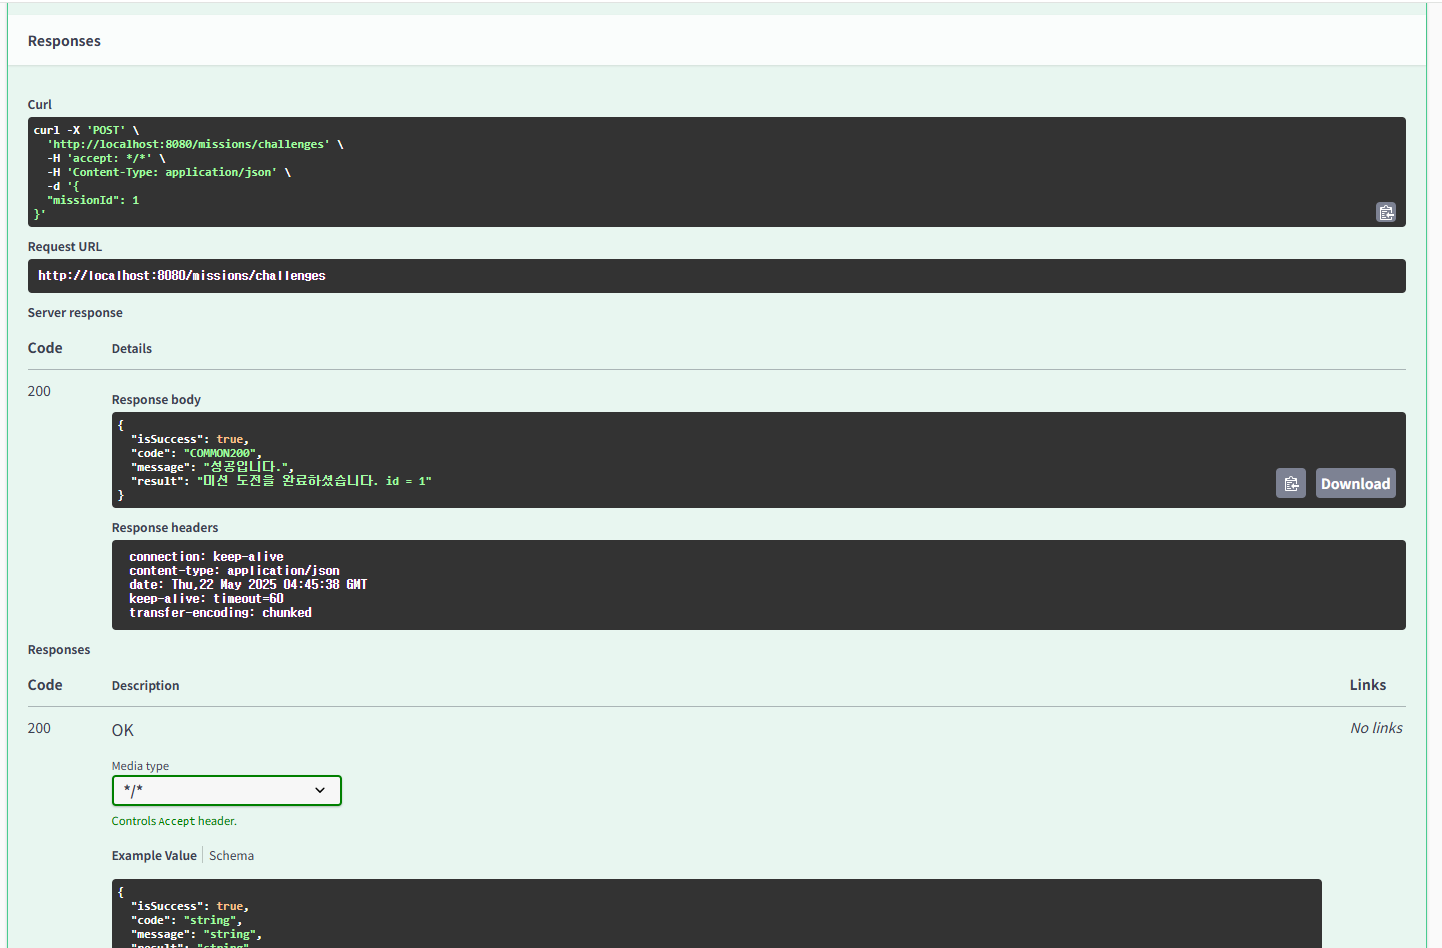 Responses
Curl
curl -X 'POST' \
'http://localhost:8080/missions/challenges' \
-H 'accept: */*' \
-H 'Content-Type: application/json' \
-d '{
"missionId": 1
}'
Request URL
http://localhost:8080/missions/challenges
Server response
Code Details
200
Response body
{
"isSuccess": true,
"code": "COMMON200",
"message": "성공입니다.",
"result": "미션 도전을 완료하셨습니다. id = 1"
}
Download
Response headers
connection: keep-alive
content-type: application/json
date: Thu,22 May 2025 04:45:38 GMT
keep-alive: timeout=60
transfer-encoding: chunked
Responses
Code Description Links
200 OK No links
Media type
*/*
Controls Accept header.
Example Value Schema
{
"isSuccess": true,
"code": "string",
"message": "string",
"result": "string"